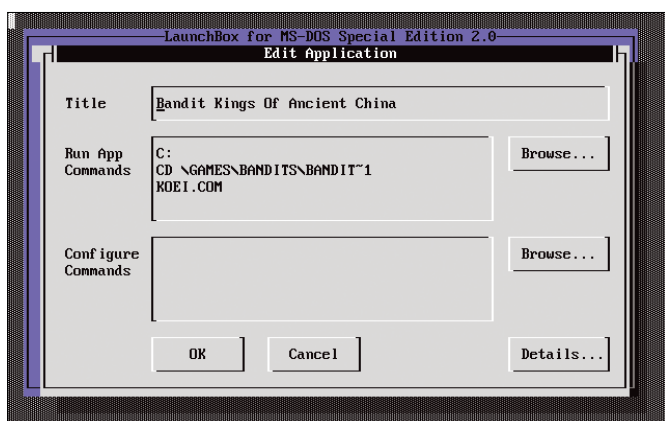 LaunchBox for MS-DOS Special Edition 2.0
Edit Application
Title
Bandit Kings Of Ancient China
Run App
Commands
C:
CD \GAMES\BANDITS\BANDIT~1
KOEI.COM
Browse...
Configure
Commands
Browse...
OK
Cancel
Details...